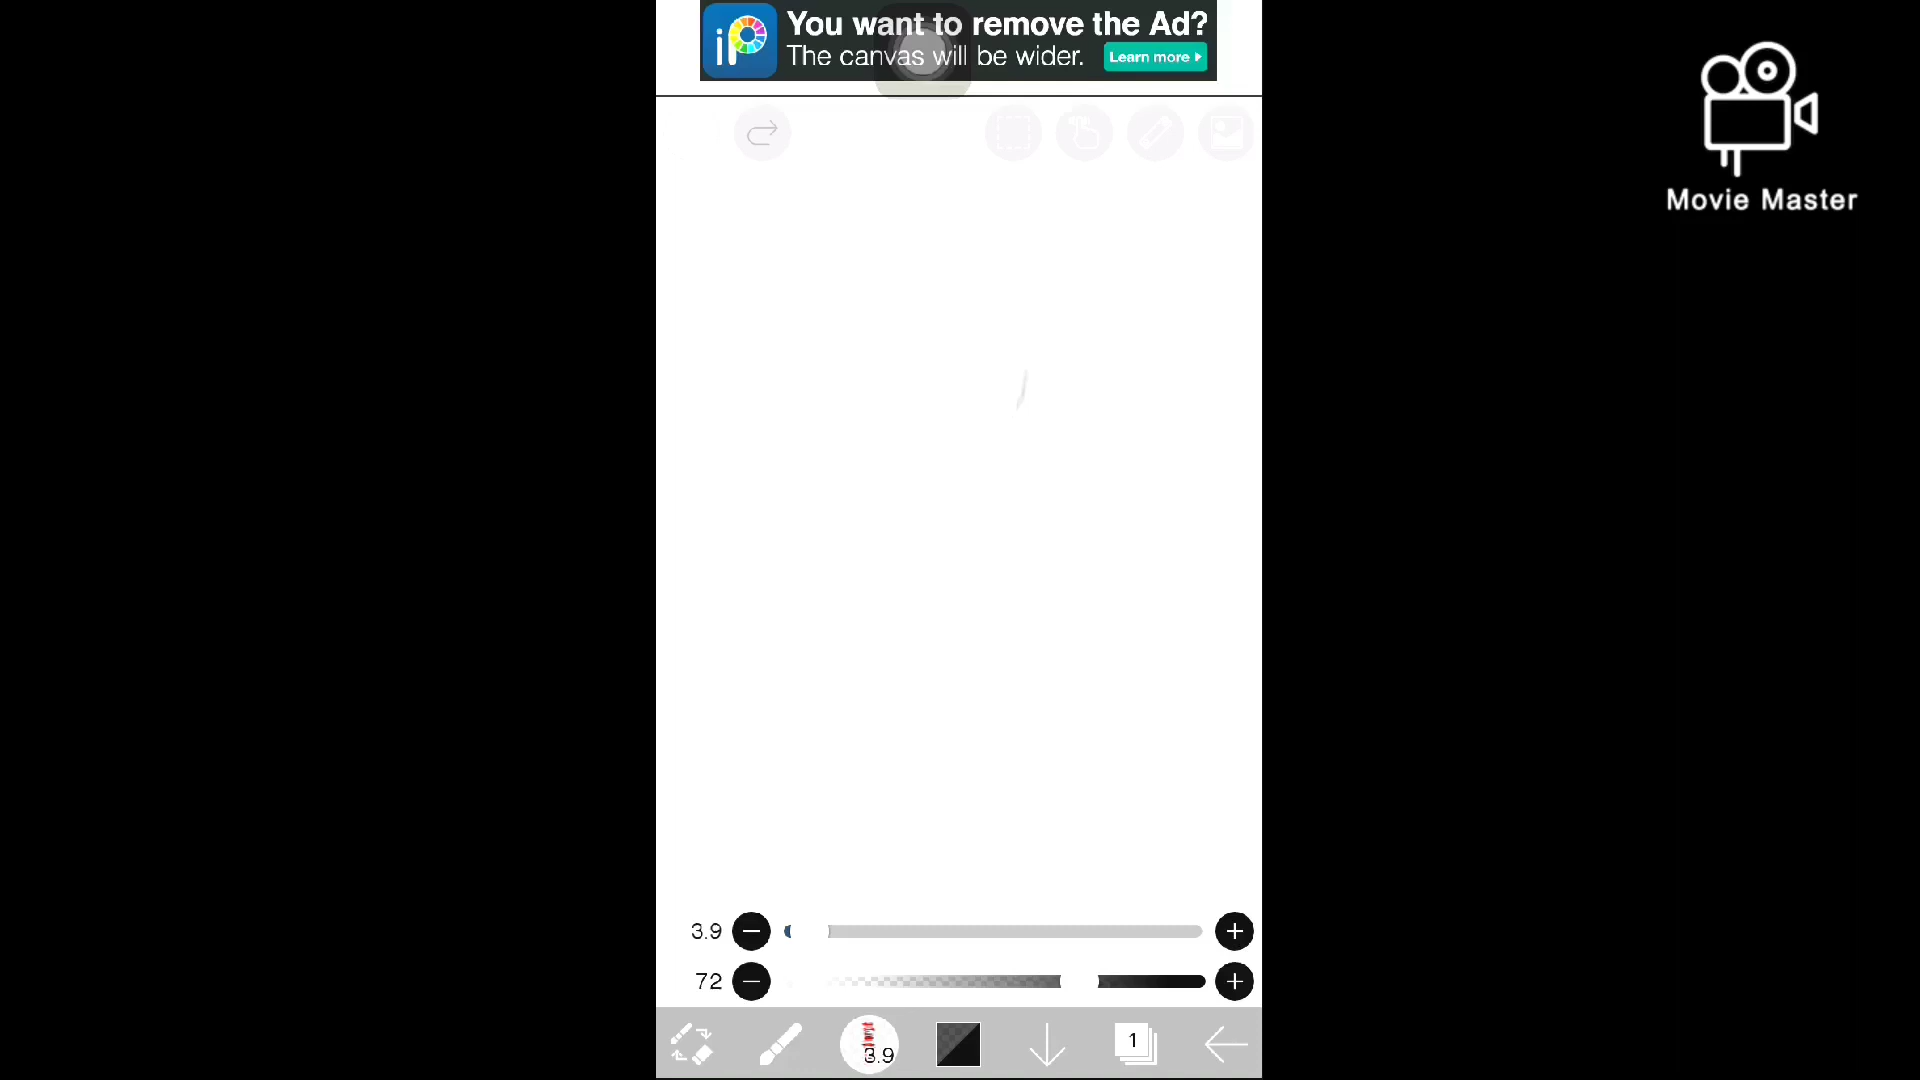 iP
You want to remove the Ad?
The canvas will be wider.
Learn more
Movie Master
3.9
72
3.9
1